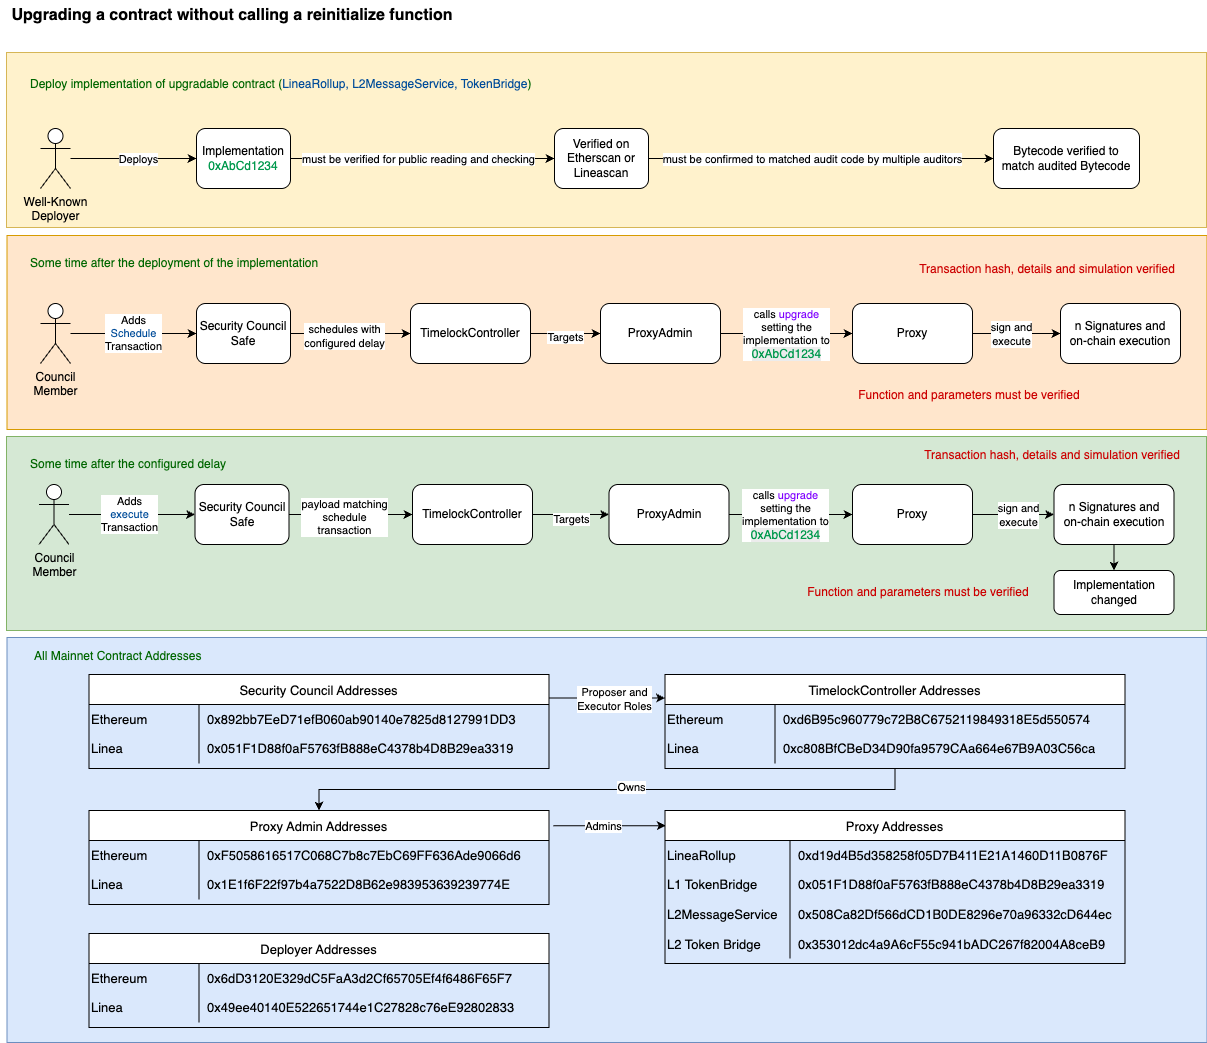 Upgrading a contract without calling a reinitialize function
Deploy implementation of upgradable contract (LineaRollup, L2MessageService, TokenBridge)
Well-Known
Deployer
Deploys
Implementation
0xAbCd1234
must be verified for public reading and checking
Verified on
Etherscan or
Lineascan
must be confirmed to matched audit code by multiple auditors
Bytecode verified to
match audited Bytecode
Some time after the deployment of the implementation
Transaction hash, details and simulation verified
Council
Member
Adds
Schedule
Transaction
Security Council
Safe
schedules with
configured delay
TimelockController
Targets
ProxyAdmin
calls upgrade
setting the
implementation to
0xAbCd1234
Proxy
sign and
execute
n Signatures and
on-chain execution
Function and parameters must be verified
Some time after the configured delay
Transaction hash, details and simulation verified
Council
Member
Adds
execute
Transaction
Security Council
Safe
payload matching
schedule
transaction
TimelockController
Targets
ProxyAdmin
calls upgrade
setting the
implementation to
0xAbCd1234
Proxy
sign and
execute
n Signatures and
on-chain execution
Implementation
changed
Function and parameters must be verified
All Mainnet Contract Addresses
Security Council Addresses
Ethereum 0x892bb7EeD71efB060ab90140e7825d8127991DD3
Linea 0x051F1D88f0aF5763fB888eC4378b4D8B29ea3319
Proposer and
Executor Roles
TimelockController Addresses
Ethereum 0xd6B95c960779c72B8C6752119849318E5d550574
Linea 0xc808BfCBeD34D90fa9579CAa664e67B9A03C56ca
Owns
Proxy Admin Addresses
Ethereum 0xF5058616517C068C7b8c7EbC69FF636Ade9066d6
Linea 0x1E1f6F22f97b4a7522D8B62e983953639239774E
Admins
Proxy Addresses
LineaRollup 0xd19d4B5d358258f05D7B411E21A1460D11B0876F
L1 TokenBridge 0x051F1D88f0aF5763fB888eC4378b4D8B29ea3319
L2MessageService 0x508Ca82Df566dCD1B0DE8296e70a96332cD644ec
L2 Token Bridge 0x353012dc4a9A6cF55c941bADC267f82004A8ceB9
Deployer Addresses
Ethereum 0x6dD3120E329dC5FaA3d2Cf65705Ef4f6486F65F7
Linea 0x49ee40140E522651744e1C27828c76eE92802833